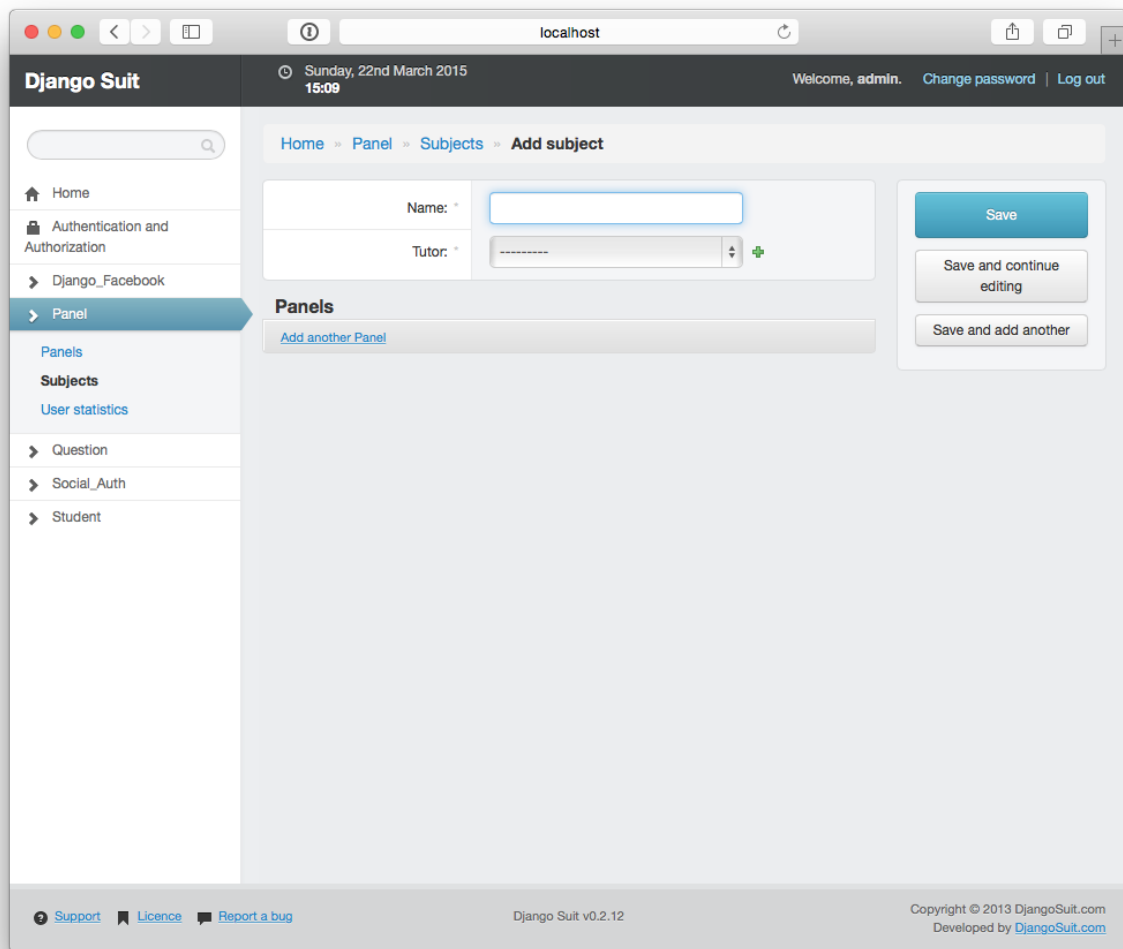 localhost
Django Suit
Sunday, 22nd March 2015
15:09
Welcome, admin. Change password | Log out
Home » Panel » Subjects » Add subject
Home
Authentication and
Authorization
Django_Facebook
Panel
Panels
Subjects
User statistics
Question
Social_Auth
Student
Name: *
Tutor: *
---------
Panels
Add another Panel
Save
Save and continue
editing
Save and add another
Support Licence Report a bug
Django Suit v0.2.12
Copyright © 2013 DjangoSuit.com
Developed by DjangoSuit.com